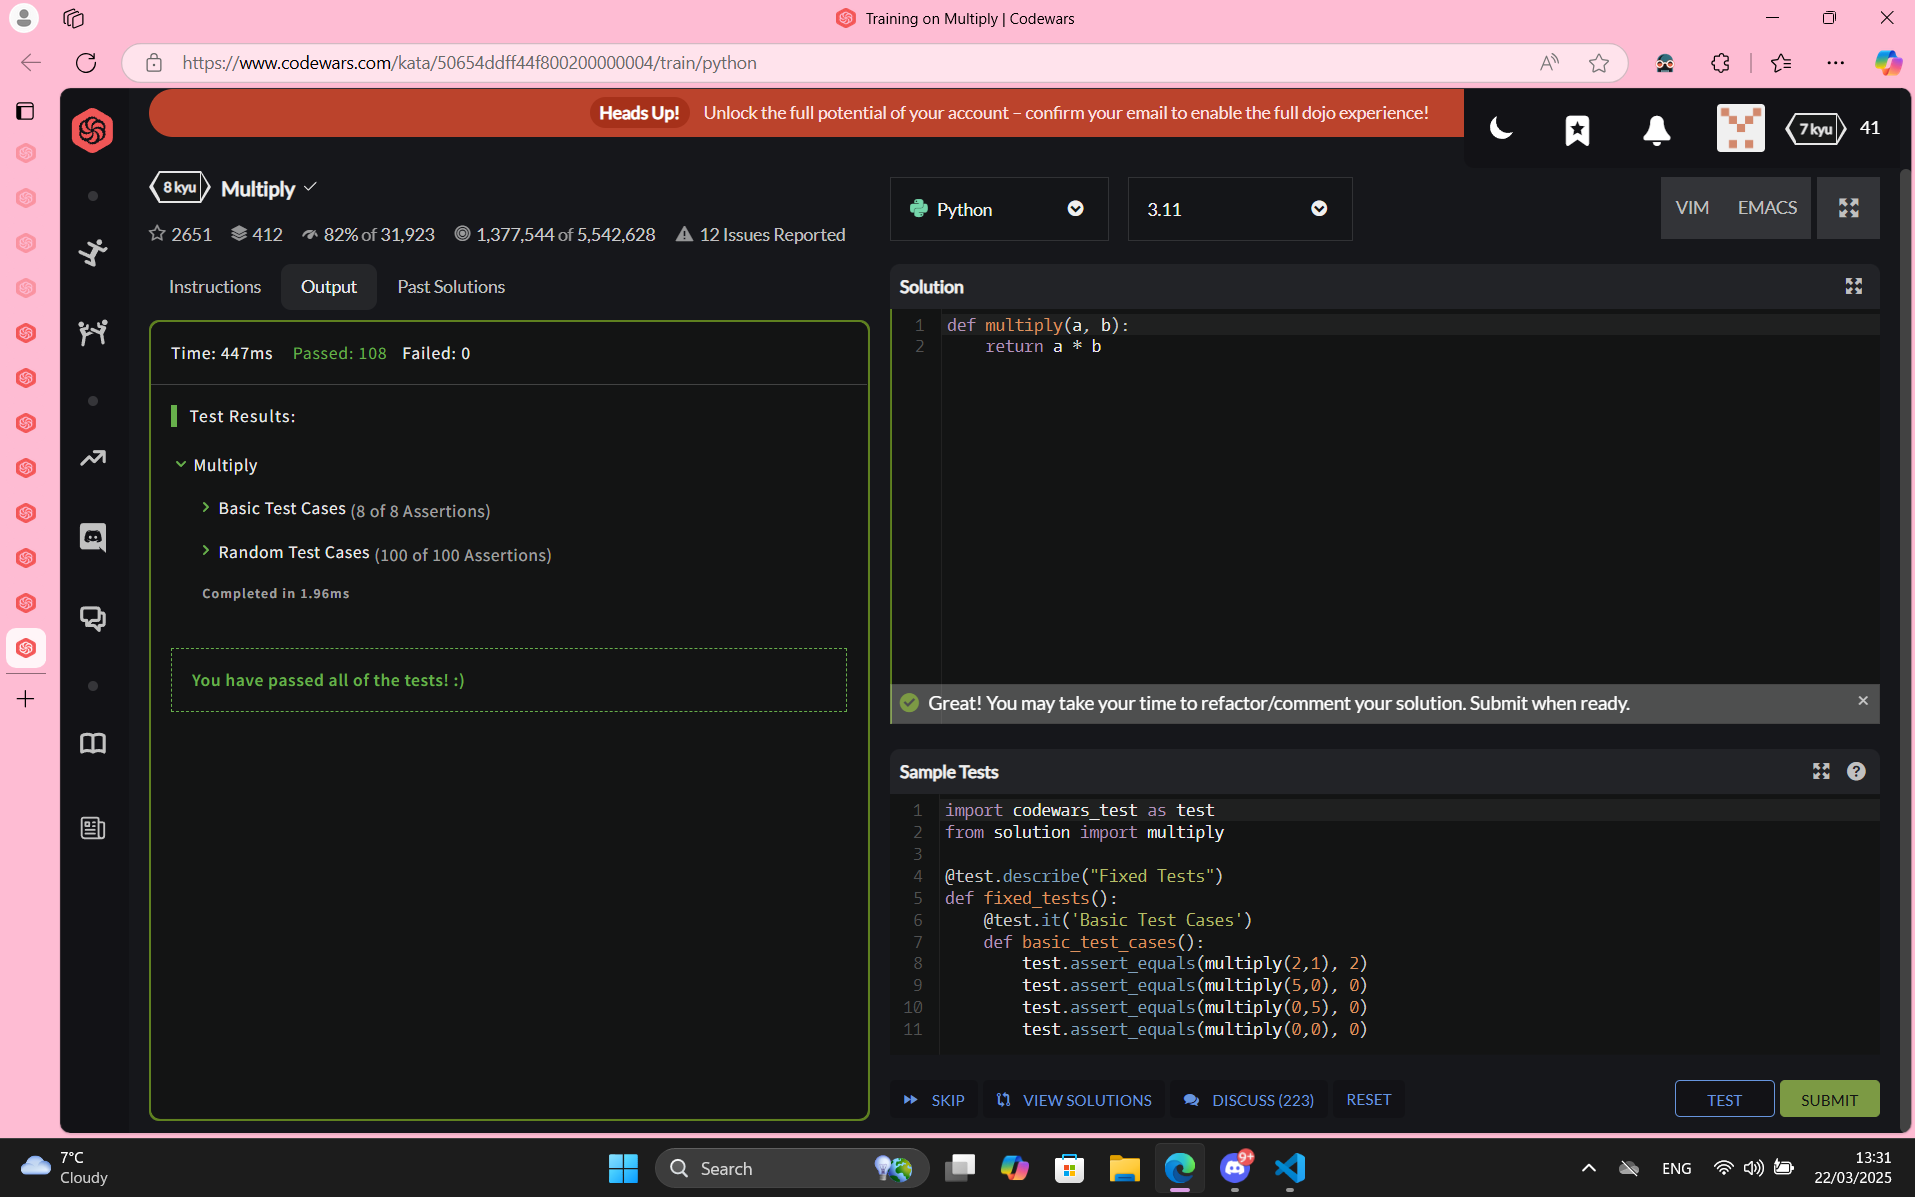 Training on Multiply | Codewars
https://www.codewars.com/kata/50654ddff44f800200000004/train/python
Heads Up! Unlock the full potential of your account – confirm your email to enable the full dojo experience!
7 kyu 41
8 kyu Multiply
2651 412 82% of 31,923 1,377,544 of 5,542,628 12 Issues Reported
Python
3.11
VIM EMACS
Instructions Output Past Solutions
Time: 447ms Passed: 108 Failed: 0
Test Results:
Multiply
Basic Test Cases (8 of 8 Assertions)
Random Test Cases (100 of 100 Assertions)
Completed in 1.96ms
You have passed all of the tests! :)
Solution
1 def multiply(a, b):
2     return a * b
Great! You may take your time to refactor/comment your solution. Submit when ready.
Sample Tests
1 import codewars_test as test
2 from solution import multiply
3
4 @test.describe("Fixed Tests")
5 def fixed_tests():
6     @test.it('Basic Test Cases')
7     def basic_test_cases():
8         test.assert_equals(multiply(2,1), 2)
9         test.assert_equals(multiply(5,0), 0)
10         test.assert_equals(multiply(0,5), 0)
11         test.assert_equals(multiply(0,0), 0)
SKIP VIEW SOLUTIONS DISCUSS (223) RESET TEST SUBMIT
7°C
Cloudy
Search
9+
ENG
13:31
22/03/2025